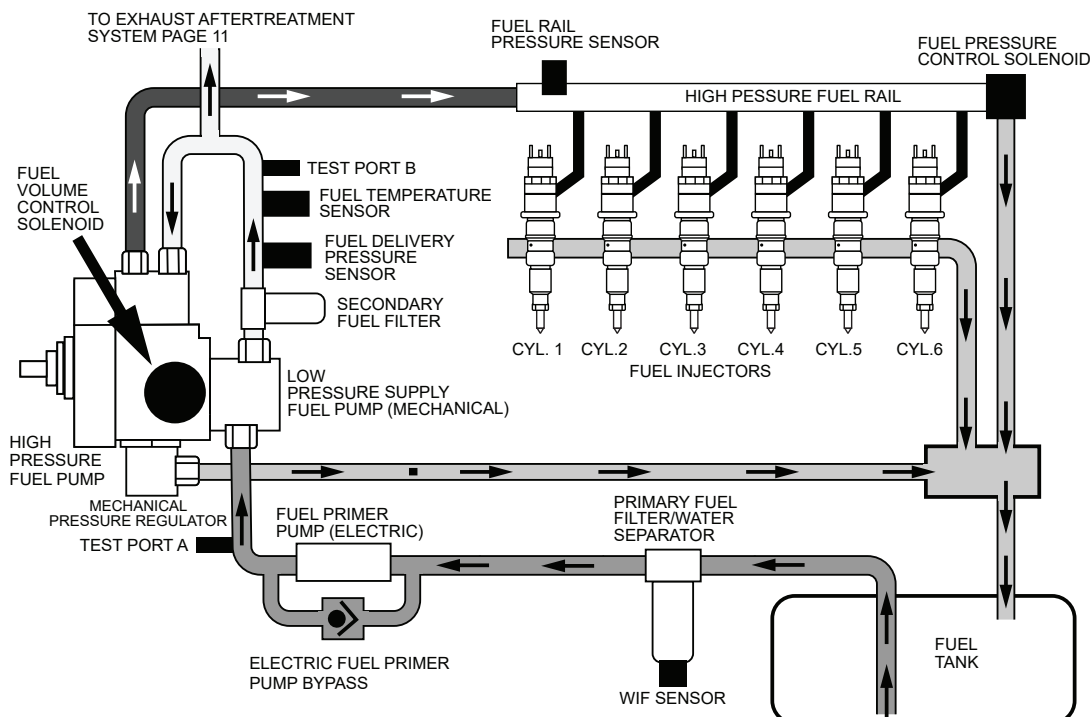 TO EXHAUST AFTERTREATMENT
SYSTEM PAGE 11
FUEL RAIL
PRESSURE SENSOR
FUEL PRESSURE
CONTROL SOLENOID
HIGH PESSURE FUEL RAIL
FUEL
VOLUME
CONTROL
SOLENOID
TEST PORT B
FUEL TEMPERATURE
SENSOR
FUEL DELIVERY
PRESSURE
SENSOR
SECONDARY
FUEL FILTER
CYL. 1
CYL.2
CYL.3
CYL.4
CYL.5
CYL.6
FUEL INJECTORS
LOW
PRESSURE SUPPLY
FUEL PUMP (MECHANICAL)
HIGH
PRESSURE
FUEL PUMP
MECHANICAL
PRESSURE REGULATOR
TEST PORT A
FUEL PRIMER
PUMP (ELECTRIC)
PRIMARY FUEL
FILTER/WATER
SEPARATOR
ELECTRIC FUEL PRIMER
PUMP BYPASS
WIF SENSOR
FUEL
TANK